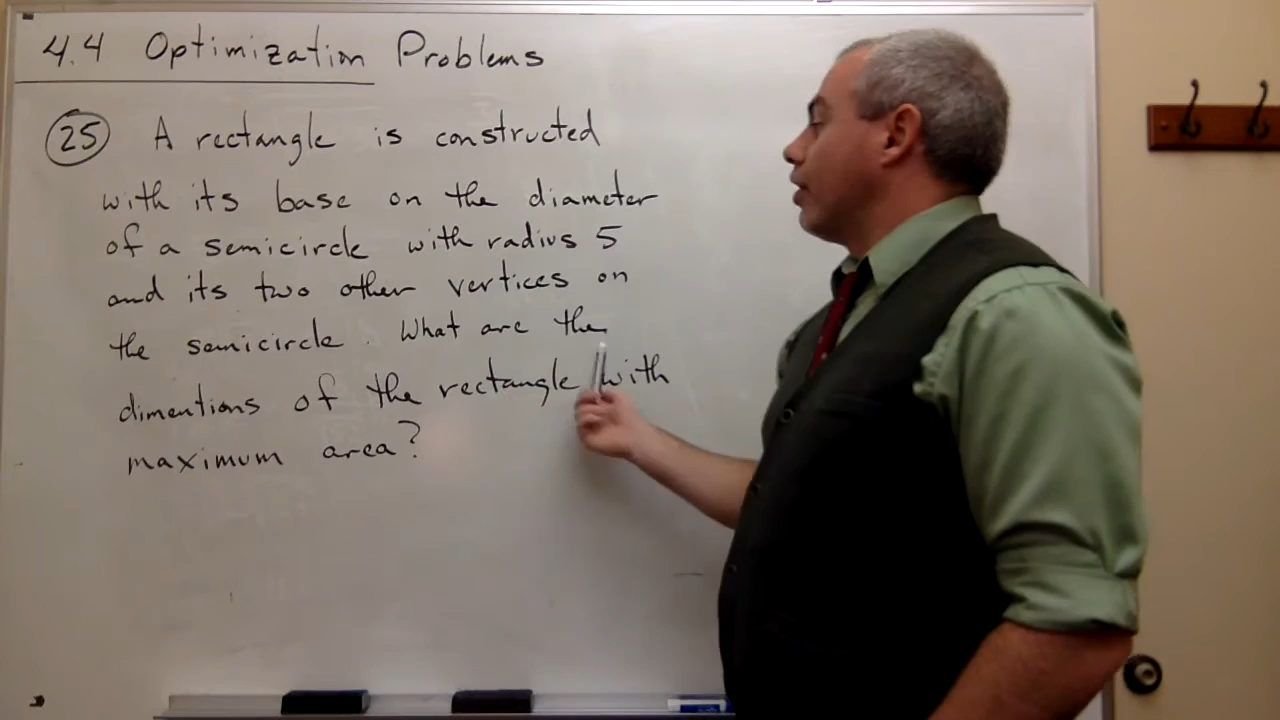 4.4 Optimization Problems
25 A rectangle is constructed
with its base on the diameter
of a semicircle with radius 5
and its two other vertices on
the semicircle. What are the
dimentions of the rectangle with
maximum area?